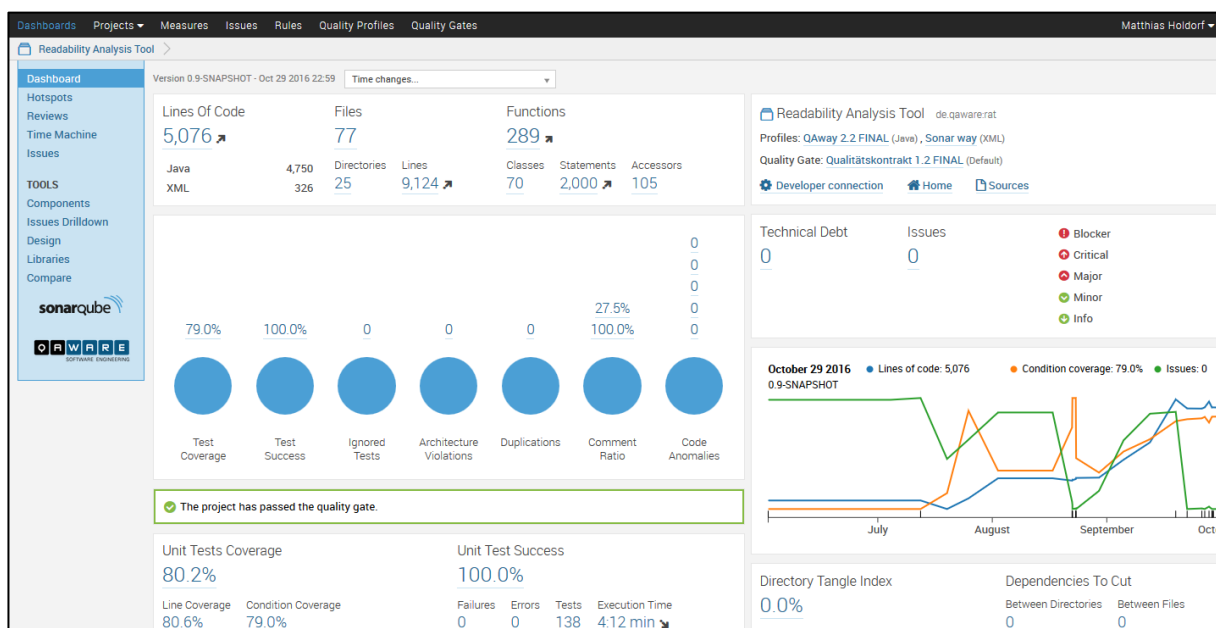 Dashboards Projects Measures Issues Rules Quality Profiles Quality Gates Matthias Holdorf
Readability Analysis Tool
Dashboard
Hotspots
Reviews
Time Machine
Issues
TOOLS
Components
Issues Drilldown
Design
Libraries
Compare
sonarqube
QAWARE
SOFTWARE ENGINEERING
Version 0.9-SNAPSHOT - Oct 29 2016 22:59 Time changes...
Lines Of Code Files Functions
5,076 77 289
Java 4,750
XML 326
Directories Lines
25 9,124
Classes Statements Accessors
70 2,000 105
0
0
0
0
27.5%
79.0% 100.0% 0 0 0 100.0% 0
Test Coverage
Test Success
Ignored Tests
Architecture Violations
Duplications
Comment Ratio
Code Anomalies
The project has passed the quality gate.
Unit Tests Coverage
80.2%
Line Coverage Condition Coverage
80.6% 79.0%
Unit Test Success
100.0%
Failures Errors Tests Execution Time
0 0 138 4:12 min
Readability Analysis Tool de.qaware:rat
Profiles: QAway 2.2 FINAL (Java) , Sonar way (XML)
Quality Gate: Qualitätskontrakt 1.2 FINAL (Default)
Developer connection Home Sources
Technical Debt Issues
0 0
Blocker
Critical
Major
Minor
Info
October 29 2016 Lines of code: 5,076 Condition coverage: 79.0% Issues: 0
0.9-SNAPSHOT
July August September Octo
Directory Tangle Index
0.0%
Dependencies To Cut
Between Directories Between Files
0 0